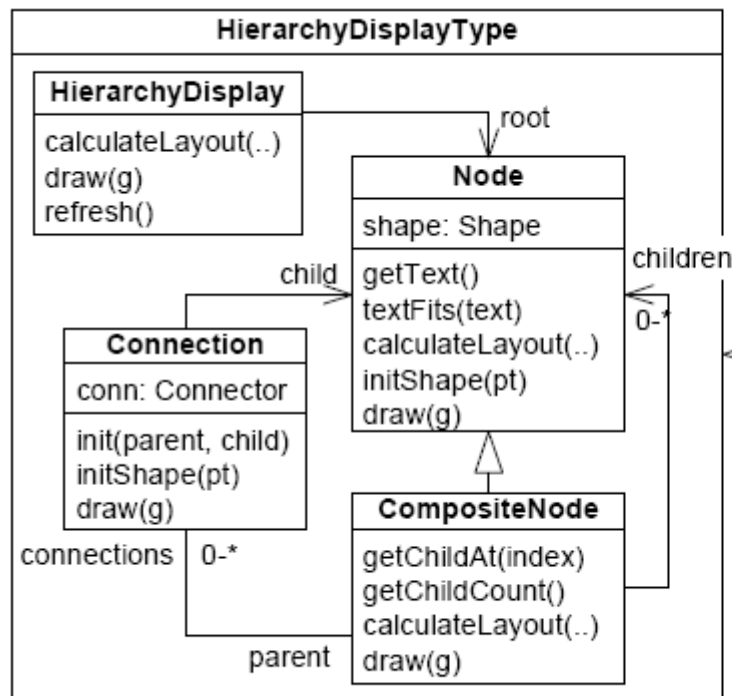 HierarchyDisplayType
HierarchyDisplay
calculateLayout(..)
draw(g)
refresh()
root
Node
shape: Shape
getText()
textFits(text)
calculateLayout(..)
initShape(pt)
draw(g)
children
0-*
child
Connection
conn: Connector
init(parent, child)
initShape(pt)
draw(g)
connections
0-*
parent
CompositeNode
getChildAt(index)
getChildCount()
calculateLayout(..)
draw(g)